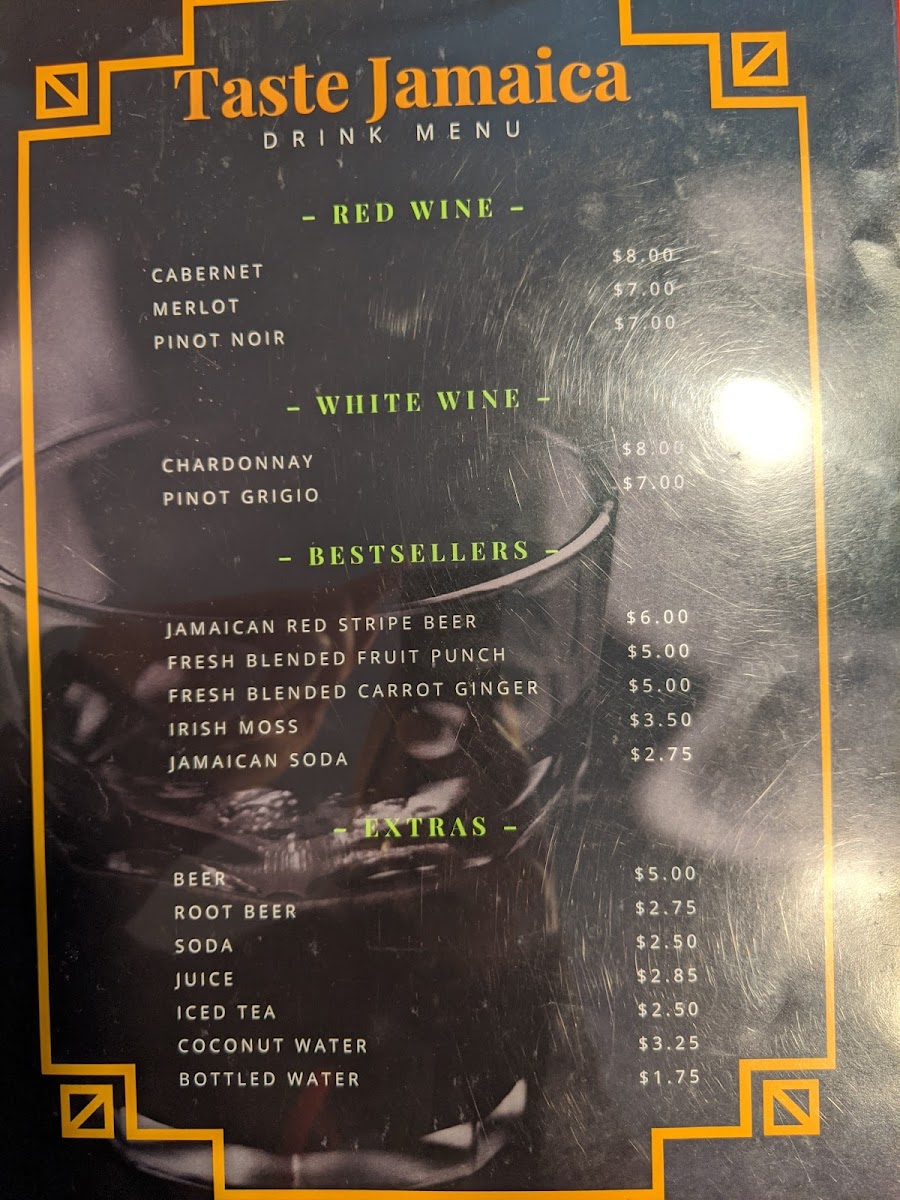 Taste Jamaica
DRINK MENU
– RED WINE –
CABERNET $8.00
MERLOT $7.00
PINOT NOIR $7.00
– WHITE WINE –
CHARDONNAY $8.00
PINOT GRIGIO $7.00
– BESTSELLERS –
JAMAICAN RED STRIPE BEER $6.00
FRESH BLENDED FRUIT PUNCH $5.00
FRESH BLENDED CARROT GINGER $5.00
IRISH MOSS $3.50
JAMAICAN SODA $2.75
– EXTRAS –
BEER $5.00
ROOT BEER $2.75
SODA $2.50
JUICE $2.85
ICED TEA $2.50
COCONUT WATER $3.25
BOTTLED WATER $1.75